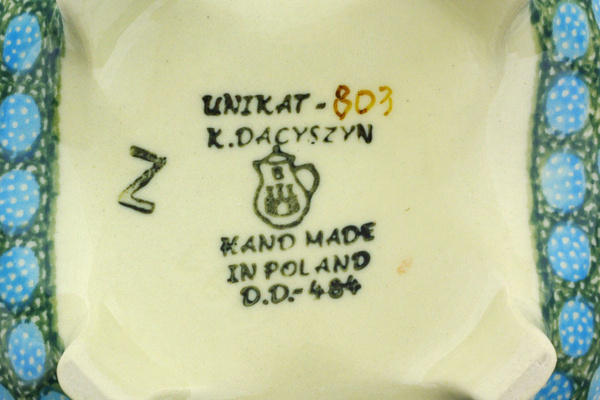 UNIKAT - 803
K. DACYSZYN
Z
B
HAND MADE
IN POLAND
D.D.- 484